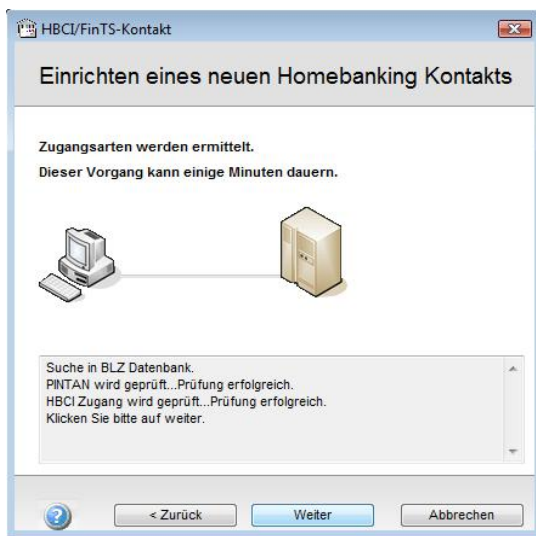 HBCI/FinTS-Kontakt
Einrichten eines neuen Homebanking Kontakts
Zugangsarten werden ermittelt.
Dieser Vorgang kann einige Minuten dauern.
Suche in BLZ Datenbank.
PINTAN wird geprüft...Prüfung erfolgreich.
HBCI Zugang wird geprüft...Prüfung erfolgreich.
Klicken Sie bitte auf weiter.
? < Zurück Weiter Abbrechen